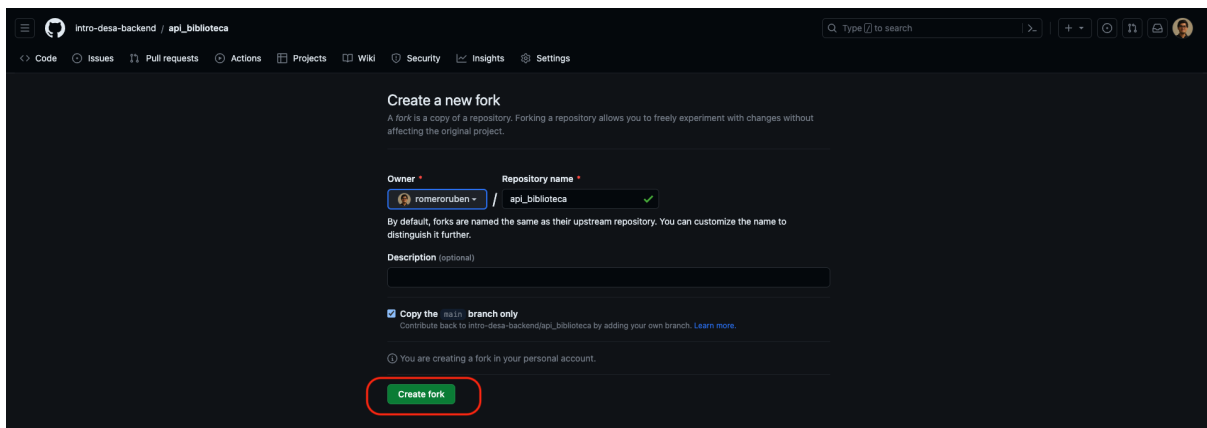 intro-desa-backend / api_biblioteca
Type / to search
Code Issues Pull requests Actions Projects Wiki Security Insights Settings
Create a new fork
A fork is a copy of a repository. Forking a repository allows you to freely experiment with changes without
affecting the original project.
Owner * Repository name *
romeroruben / api_biblioteca
By default, forks are named the same as their upstream repository. You can customize the name to
distinguish it further.
Description (optional)
Copy the main branch only
Contribute back to intro-desa-backend/api_biblioteca by adding your own branch. Learn more.
You are creating a fork in your personal account.
Create fork